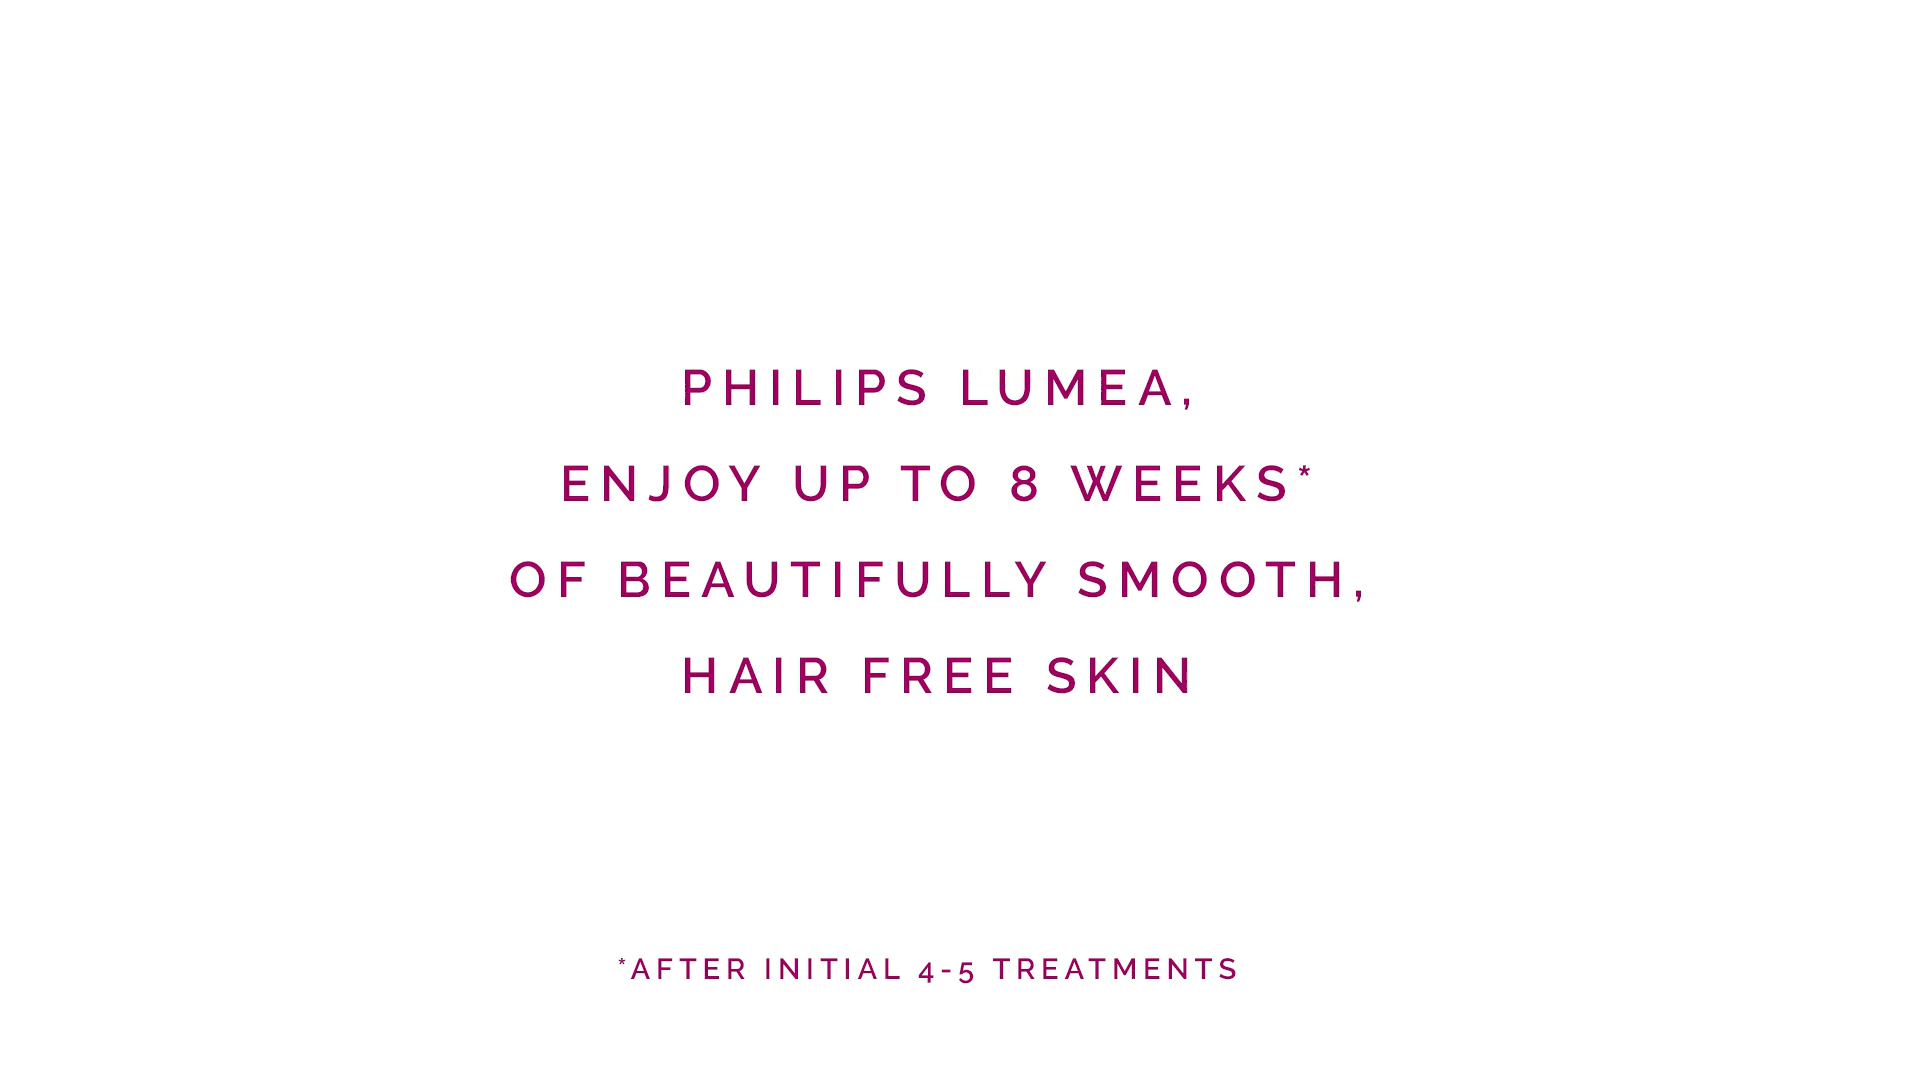 PHILIPS LUMEA,
ENJOY UP TO 8 WEEKS*
OF BEAUTIFULLY SMOOTH,
HAIR FREE SKIN
*AFTER INITIAL 4-5 TREATMENTS